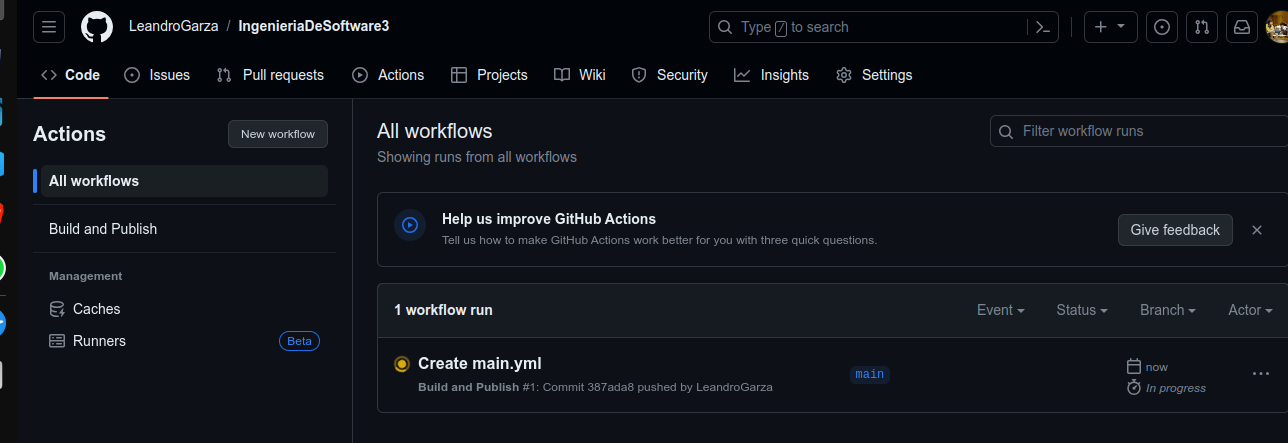 LeandroGarza / IngenieriaDeSoftware3
Type / to search
Code Issues Pull requests Actions Projects Wiki Security Insights Settings
Actions
New workflow
All workflows
Build and Publish
Management
Caches
Runners Beta
All workflows
Showing runs from all workflows
Filter workflow runs
Help us improve GitHub Actions
Tell us how to make GitHub Actions work better for you with three quick questions.
Give feedback
1 workflow run
Event Status Branch Actor
Create main.yml
Build and Publish #1: Commit 387ada8 pushed by LeandroGarza
main
now
In progress